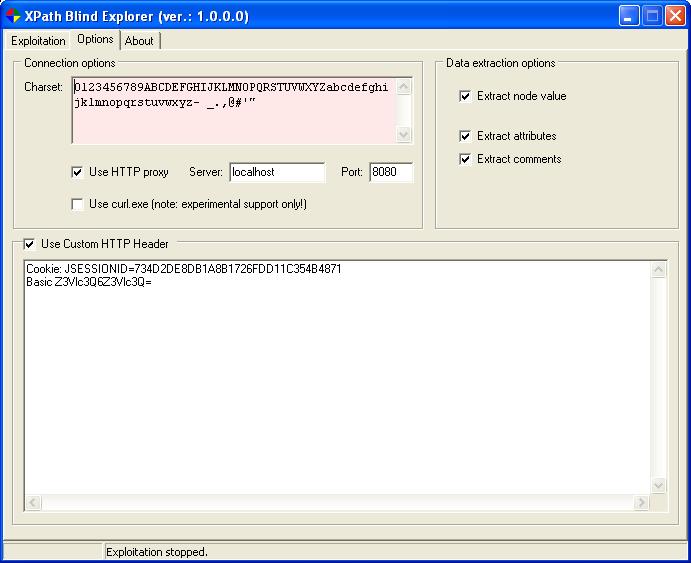 XPath Blind Explorer (ver.: 1.0.0.0)
Exploitation Options About
Connection options
Charset:
0123456789ABCDEFGHIJKLMNOPQRSTUVWXYZabcdefghi
jklmnopqrstuvwxyz- _.,@#'"
Use HTTP proxy Server: localhost Port: 8080
Use curl.exe (note: experimental support only!)
Data extraction options
Extract node value
Extract attributes
Extract comments
Use Custom HTTP Header
Cookie: JSESSIONID=734D2DE8DB1A8B1726FDD11C354B4871
Basic Z3Vlc3Q6Z3Vlc3Q=
Exploitation stopped.